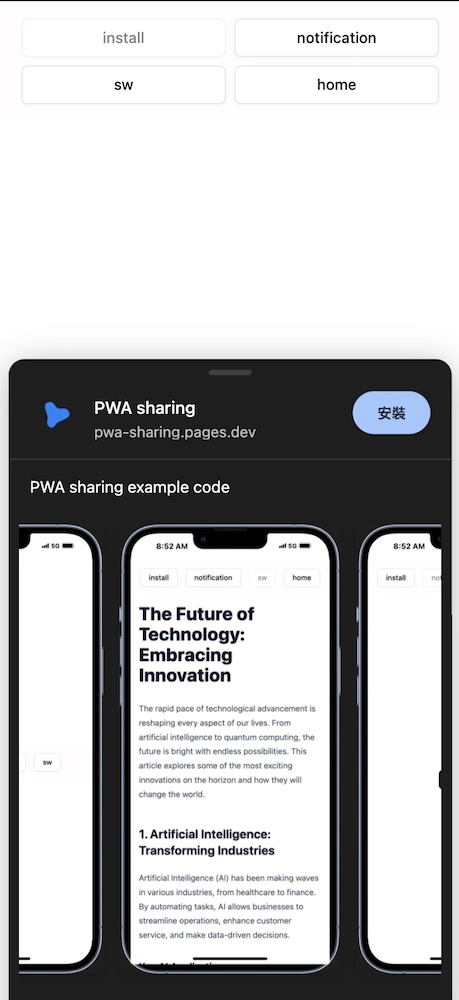 install
notification
sw
home
PWA sharing
pwa-sharing.pages.dev
安裝
PWA sharing example code
5G
sw
8:52 AM
5G
install
notification
sw
home
The Future of
Technology:
Embracing
Innovation
The rapid pace of technological advancement is
reshaping every aspect of our lives. From
artificial intelligence to quantum computing, the
future is bright with endless possibilities. This
article explores some of the most exciting
innovations on the horizon and how they will
change the world.
1. Artificial Intelligence:
Transforming Industries
Artificial Intelligence (AI) has been making waves
in various industries, from healthcare to finance.
By automating tasks, AI allows businesses to
streamline operations, enhance customer
service, and make data-driven decisions.
8:52 AM
install